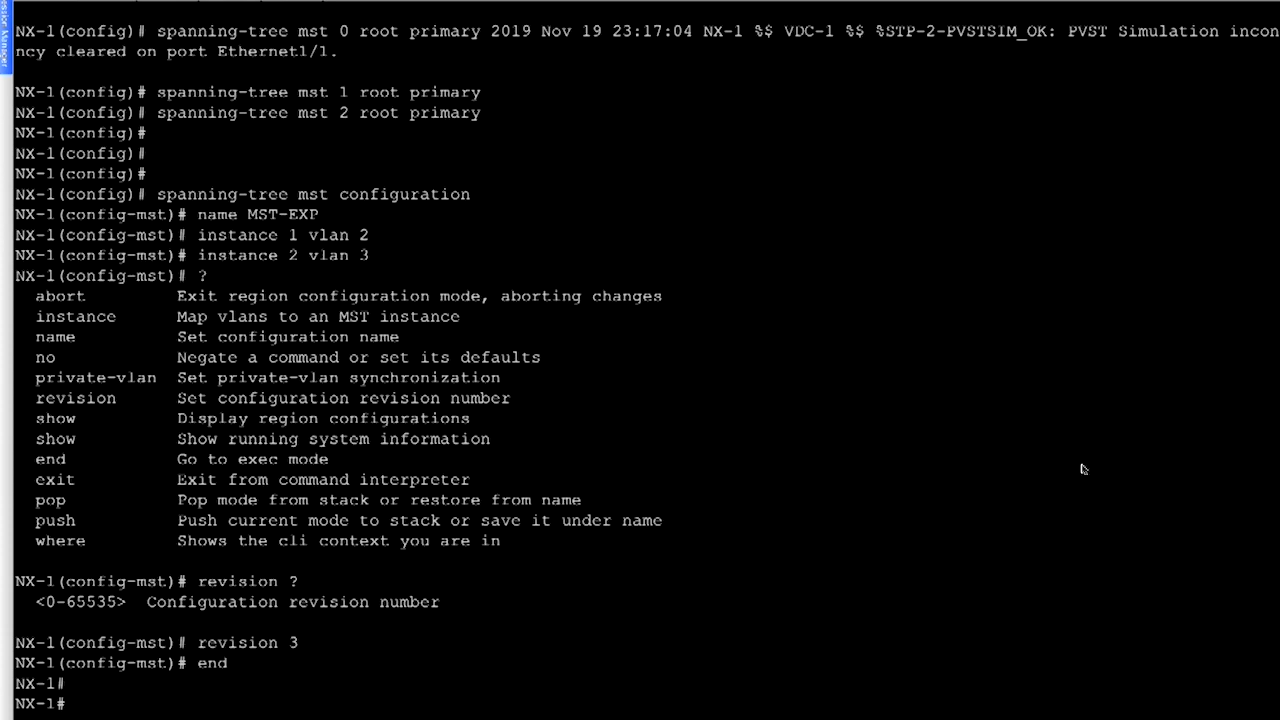 NX-1(config)# spanning-tree mst 0 root primary 2019 Nov 19 23:17:04 NX-1 %$ VDC-1 %$ %STP-2-PVSTSIM_OK: PVST Simulation incon
ncy cleared on port Ethernet1/1.
NX-1(config)# spanning-tree mst 1 root primary
NX-1(config)# spanning-tree mst 2 root primary
NX-1(config)#
NX-1(config)#
NX-1(config)#
NX-1(config)# spanning-tree mst configuration
NX-1(config-mst)# name MST-EXP
NX-1(config-mst)# instance 1 vlan 2
NX-1(config-mst)# instance 2 vlan 3
NX-1(config-mst)# ?
abort Exit region configuration mode, aborting changes
instance Map vlans to an MST instance
name Set configuration name
no Negate a command or set its defaults
private-vlan Set private-vlan synchronization
revision Set configuration revision number
show Display region configurations
show Show running system information
end Go to exec mode
exit Exit from command interpreter
pop Pop mode from stack or restore from name
push Push current mode to stack or save it under name
where Shows the cli context you are in
NX-1(config-mst)# revision ?
<0-65535> Configuration revision number
NX-1(config-mst)# revision 3
NX-1(config-mst)# end
NX-1#
NX-1#